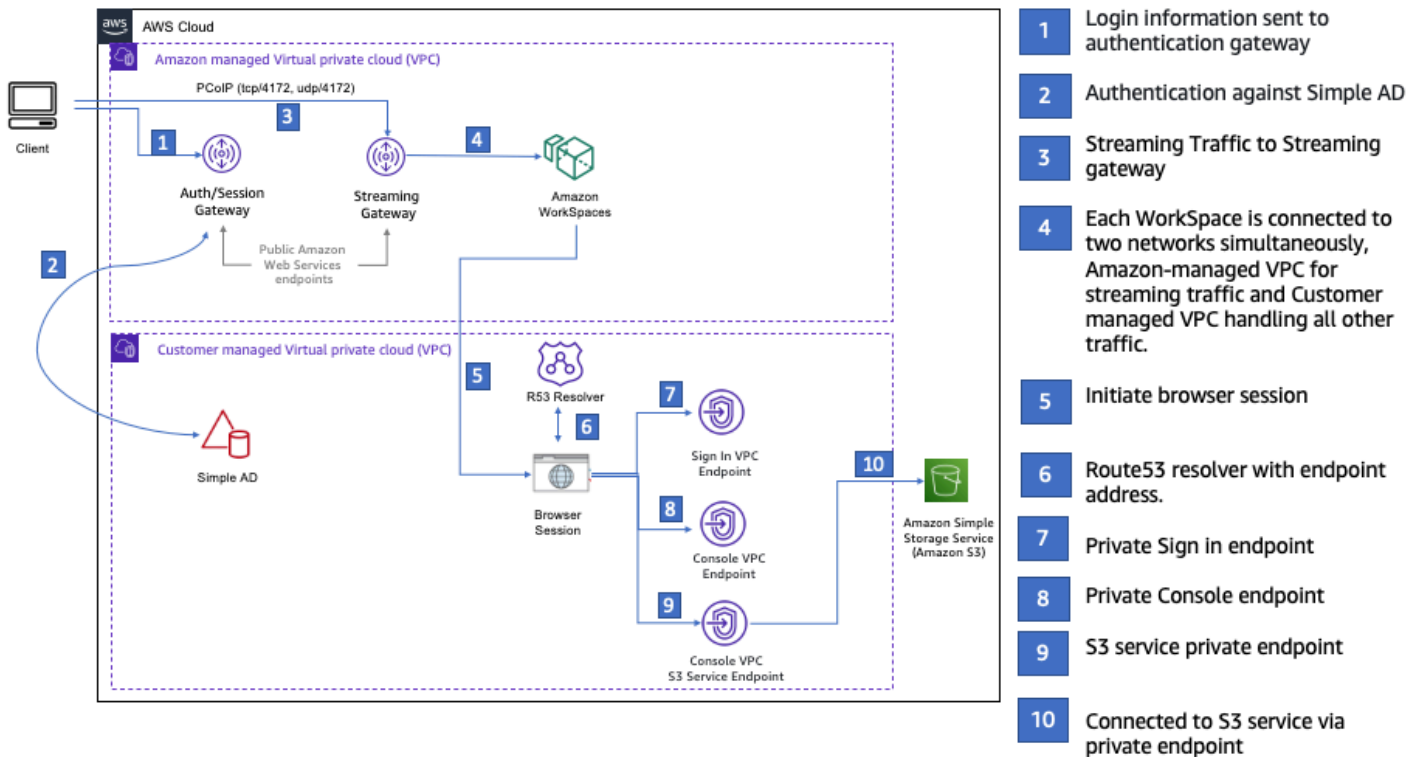 aws
AWS Cloud
Amazon managed Virtual private cloud (VPC)
PCoIP (tcp/4172, udp/4172)
3
Client
1
4
Auth/Session
Gateway
Streaming
Gateway
Amazon
WorkSpaces
2
Public Amazon
Web Services
endpoints
Customer managed Virtual private cloud (VPC)
5
R53 Resolver
6
7
Sign In VPC
Endpoint
Simple AD
Browser
Session
8
Console VPC
Endpoint
10
Amazon Simple
Storage Service
(Amazon S3)
9
Console VPC
S3 Service Endpoint
1
Login information sent to
authentication gateway
2
Authentication against Simple AD
3
Streaming Traffic to Streaming
gateway
4
Each WorkSpace is connected to
two networks simultaneously,
Amazon-managed VPC for
streaming traffic and Customer
managed VPC handling all other
traffic.
5
Initiate browser session
6
Route53 resolver with endpoint
address.
7
Private Sign in endpoint
8
Private Console endpoint
9
S3 service private endpoint
10
Connected to S3 service via
private endpoint